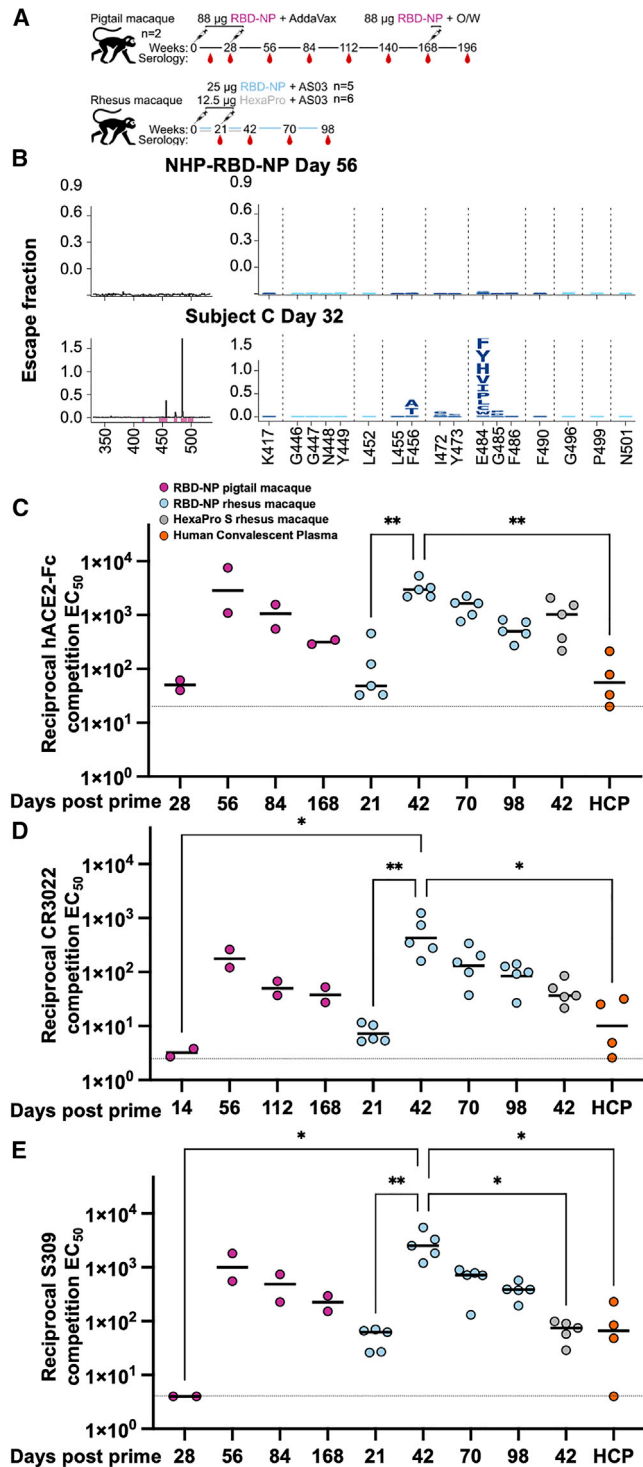 A
Pigtail macaque
n=2
88 µg RBD-NP + AddaVax
88 µg RBD-NP + O/W
Weeks: 0 28 56 84 112 140 168 196
Serology:
25 µg RBD-NP + AS03 n=5
12.5 µg HexaPro + AS03 n=6
Rhesus macaque
Weeks: 0 21 42 70 98
Serology:
B
NHP-RBD-NP Day 56
0.9 0.9
0.6 0.6
0.3 0.3
0.0 0.0
Escape fraction
Subject C Day 32
1.5 1.5
1.0 1.0
0.5 0.5
0.0 0.0
A
F
Y
H
V
I
P
L
350 450 500
K417 G446 G447 N448 Y449 L452 L455 F456 I472 Y473 E484 G485 F486 F490 G496 P499 N501
C
RBD-NP pigtail macaque
RBD-NP rhesus macaque
HexaPro S rhesus macaque
Human Convalescent Plasma
** **
Reciprocal hACE2-Fc
competition EC50
1×10⁴
1×10³
1×10²
1×10¹
1×10⁰
Days post prime 28 56 84 168 21 42 70 98 42 HCP
D
*
** *
Reciprocal CR3022
competition EC50
1×10⁴
1×10³
1×10²
1×10¹
1×10⁰
Days post prime 14 56 112 168 21 42 70 98 42 HCP
E
* *
** *
Reciprocal S309
competition EC50
1×10⁴
1×10³
1×10²
1×10¹
1×10⁰
Days post prime 28 56 84 168 21 42 70 98 42 HCP